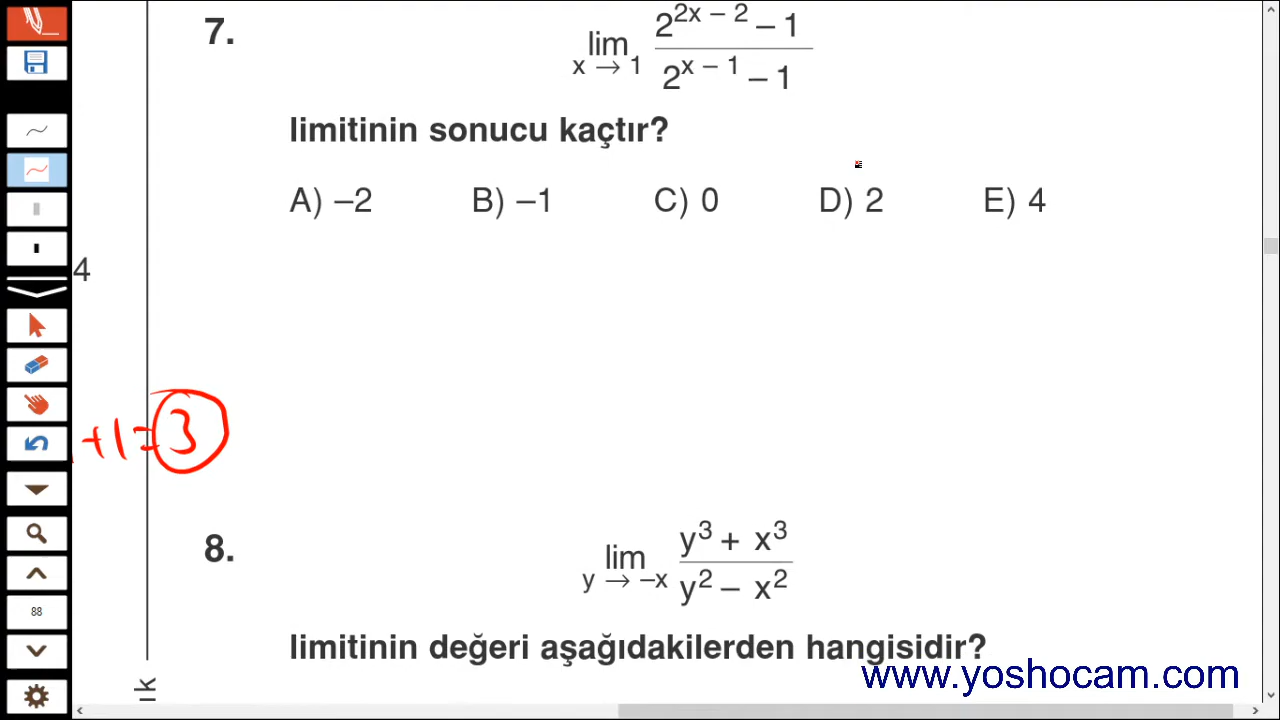 7. lim x → 1 2^{2x – 2} – 1 / 2^{x – 1} – 1
limitinin sonucu kaçtır?
A) –2 B) –1 C) 0 D) 2 E) 4
4
+1=3
8. lim y → –x y³ + x³ / y² – x²
limitinin değeri aşağıdakilerden hangisidir?
www.yoshocam.com
88
ık